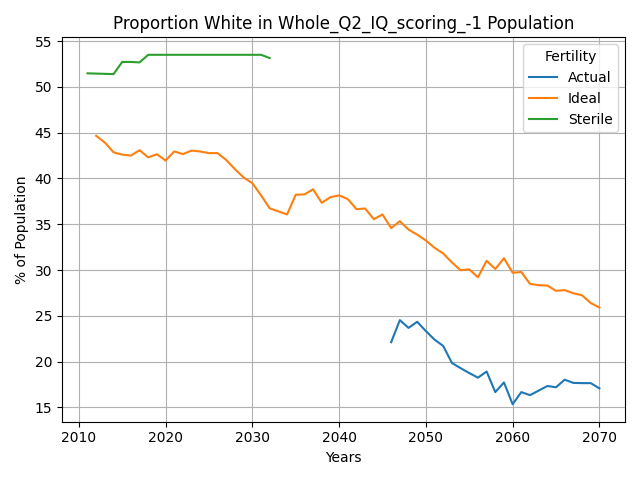 Proportion White in Whole_Q2_IQ_scoring_-1 Population
Fertility
Actual
Ideal
Sterile
% of Population
55
50
45
40
35
30
25
20
15
2010
2020
2030
2040
2050
2060
2070
Years